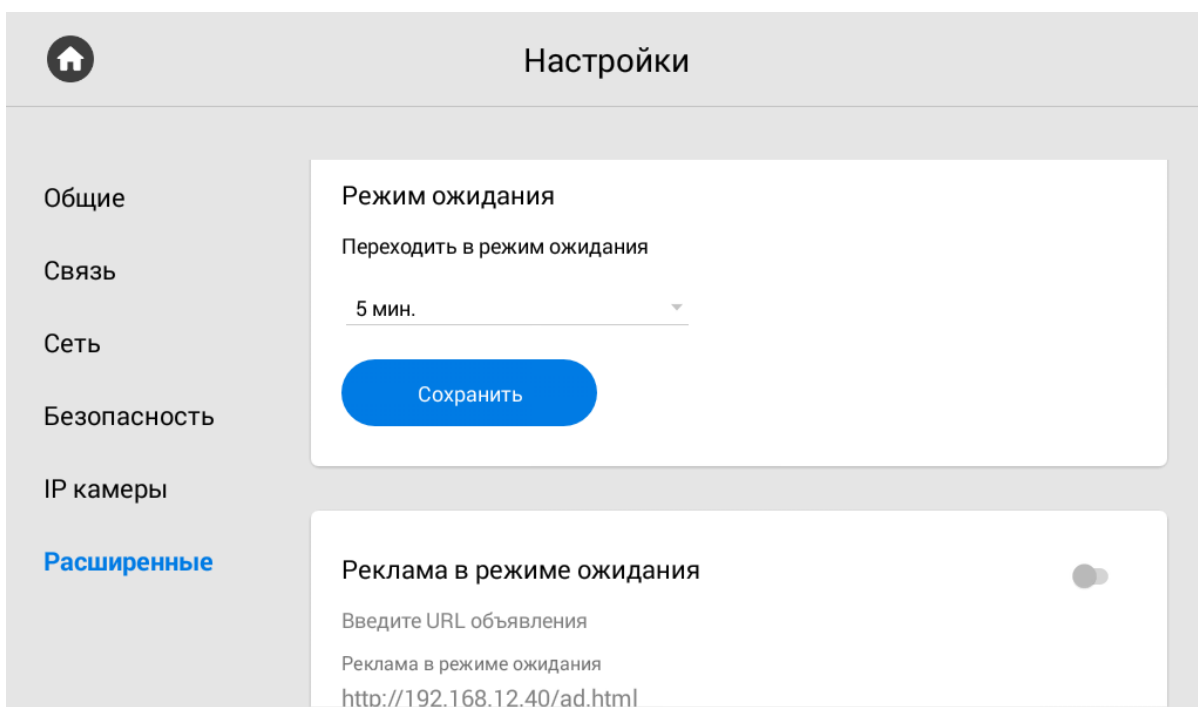 Настройки
Общие
Связь
Сеть
Безопасность
IP камеры
Расширенные
Режим ожидания
Переходить в режим ожидания
5 мин.
Сохранить
Реклама в режиме ожидания
Введите URL объявления
Реклама в режиме ожидания
http://192.168.12.40/ad.html